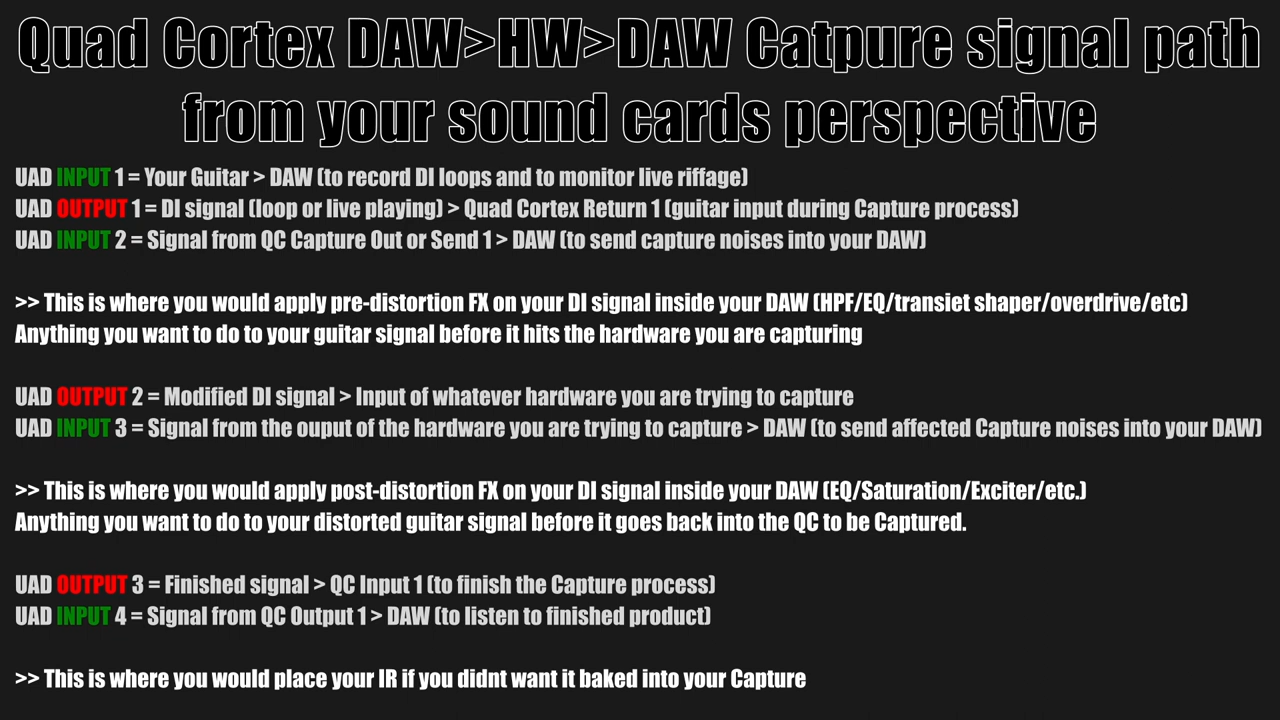 Quad Cortex DAW>HW>DAW Catpure signal path
from your sound cards perspective
UAD INPUT 1 = Your Guitar > DAW (to record DI loops and to monitor live riffage)
UAD OUTPUT 1 = DI signal (loop or live playing) > Quad Cortex Return 1 (guitar input during Capture process)
UAD INPUT 2 = Signal from QC Capture Out or Send 1 > DAW (to send capture noises into your DAW)
>> This is where you would apply pre-distortion FX on your DI signal inside your DAW (HPF/EQ/transiet shaper/overdrive/etc)
Anything you want to do to your guitar signal before it hits the hardware you are capturing
UAD OUTPUT 2 = Modified DI signal > Input of whatever hardware you are trying to capture
UAD INPUT 3 = Signal from the ouput of the hardware you are trying to capture > DAW (to send affected Capture noises into your DAW)
>> This is where you would apply post-distortion FX on your DI signal inside your DAW (EQ/Saturation/Exciter/etc.)
Anything you want to do to your distorted guitar signal before it goes back into the QC to be Captured.
UAD OUTPUT 3 = Finished signal > QC Input 1 (to finish the Capture process)
UAD INPUT 4 = Signal from QC Output 1 > DAW (to listen to finished product)
>> This is where you would place your IR if you didnt want it baked into your Capture